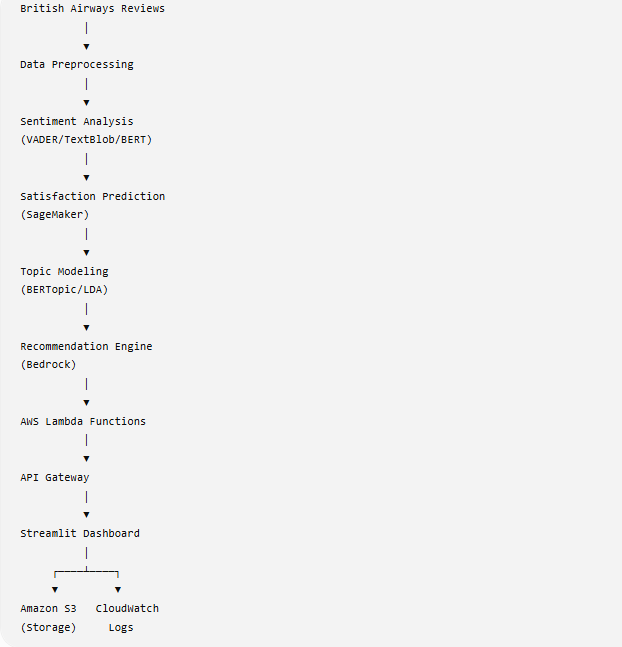 British Airways Reviews
Data Preprocessing
Sentiment Analysis
(VADER/TextBlob/BERT)
Satisfaction Prediction
(SageMaker)
Topic Modeling
(BERTopic/LDA)
Recommendation Engine
(Bedrock)
AWS Lambda Functions
API Gateway
Streamlit Dashboard
Amazon S3 CloudWatch
(Storage) Logs